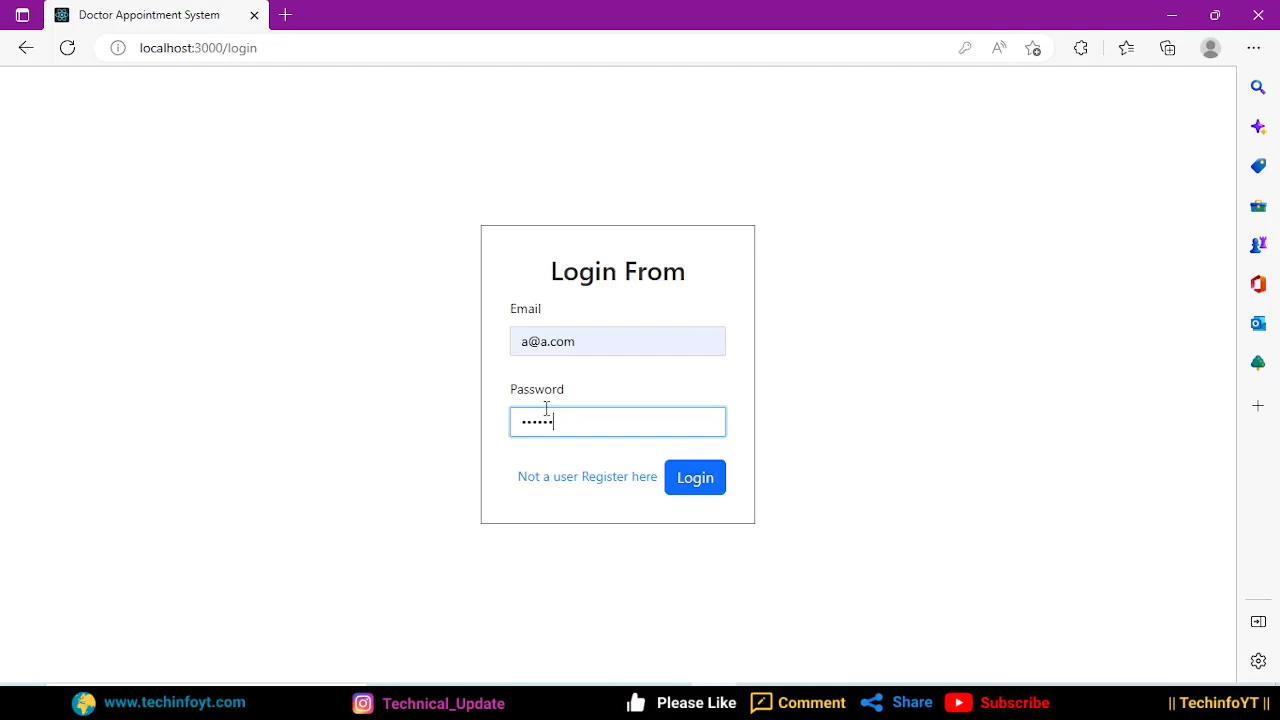 Doctor Appointment System
localhost:3000/login
Login From
Email
a@a.com
Password
••••••
Not a user Register here
Login
www.techinfoyt.com
Technical_Update
Please Like
Comment
Share
Subscribe
|| TechinfoYT ||